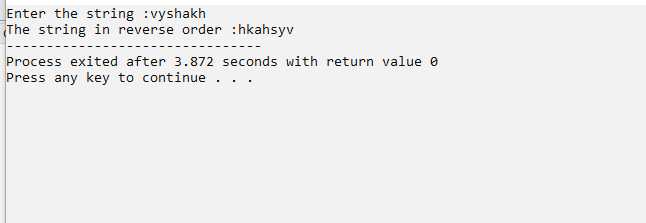 Enter the string :vyshakh
The string in reverse order :hkahsyv
--------------------------------
Process exited after 3.872 seconds with return value 0
Press any key to continue . . .